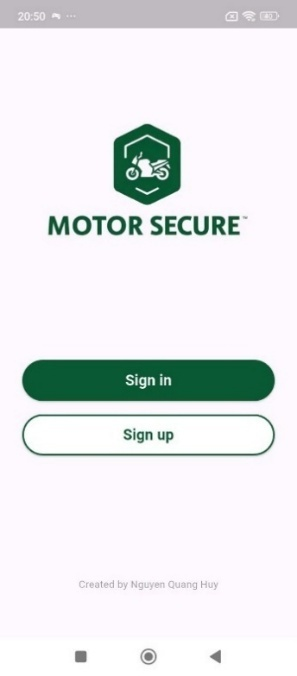 20:50
MOTOR SECURE™
Sign in
Sign up
Created by Nguyen Quang Huy